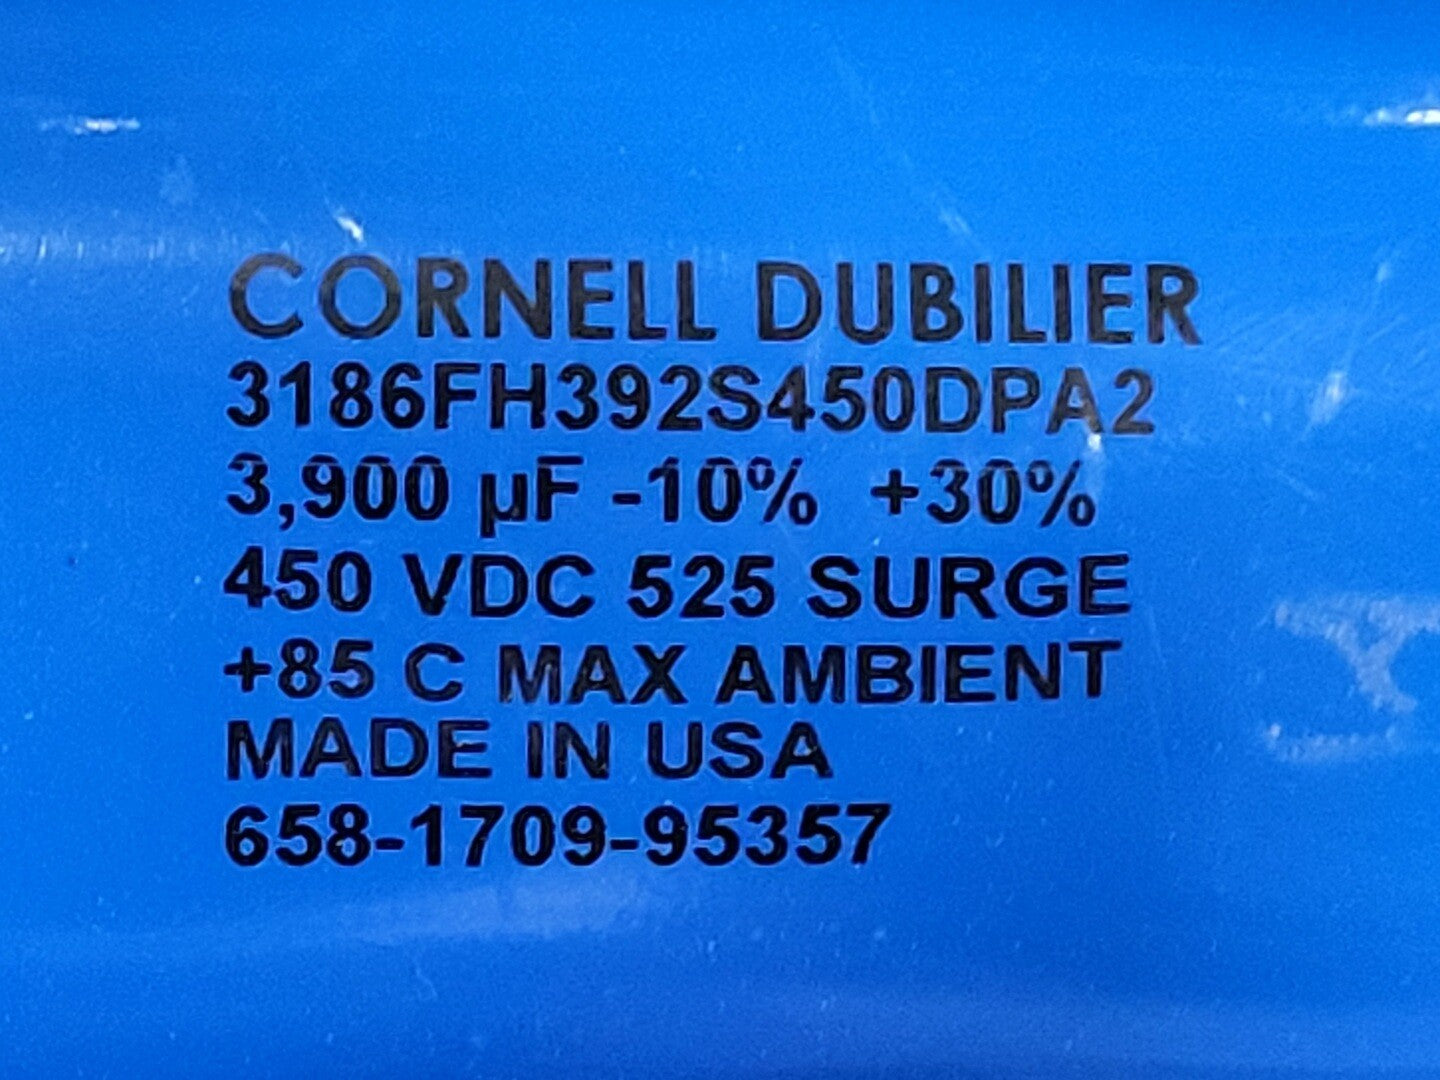 CORNELL DUBILIER
3186FH392S450DPA2
3,900 µF -10% +30%
450 VDC 525 SURGE
+85 C MAX AMBIENT
MADE IN USA
658-1709-95357